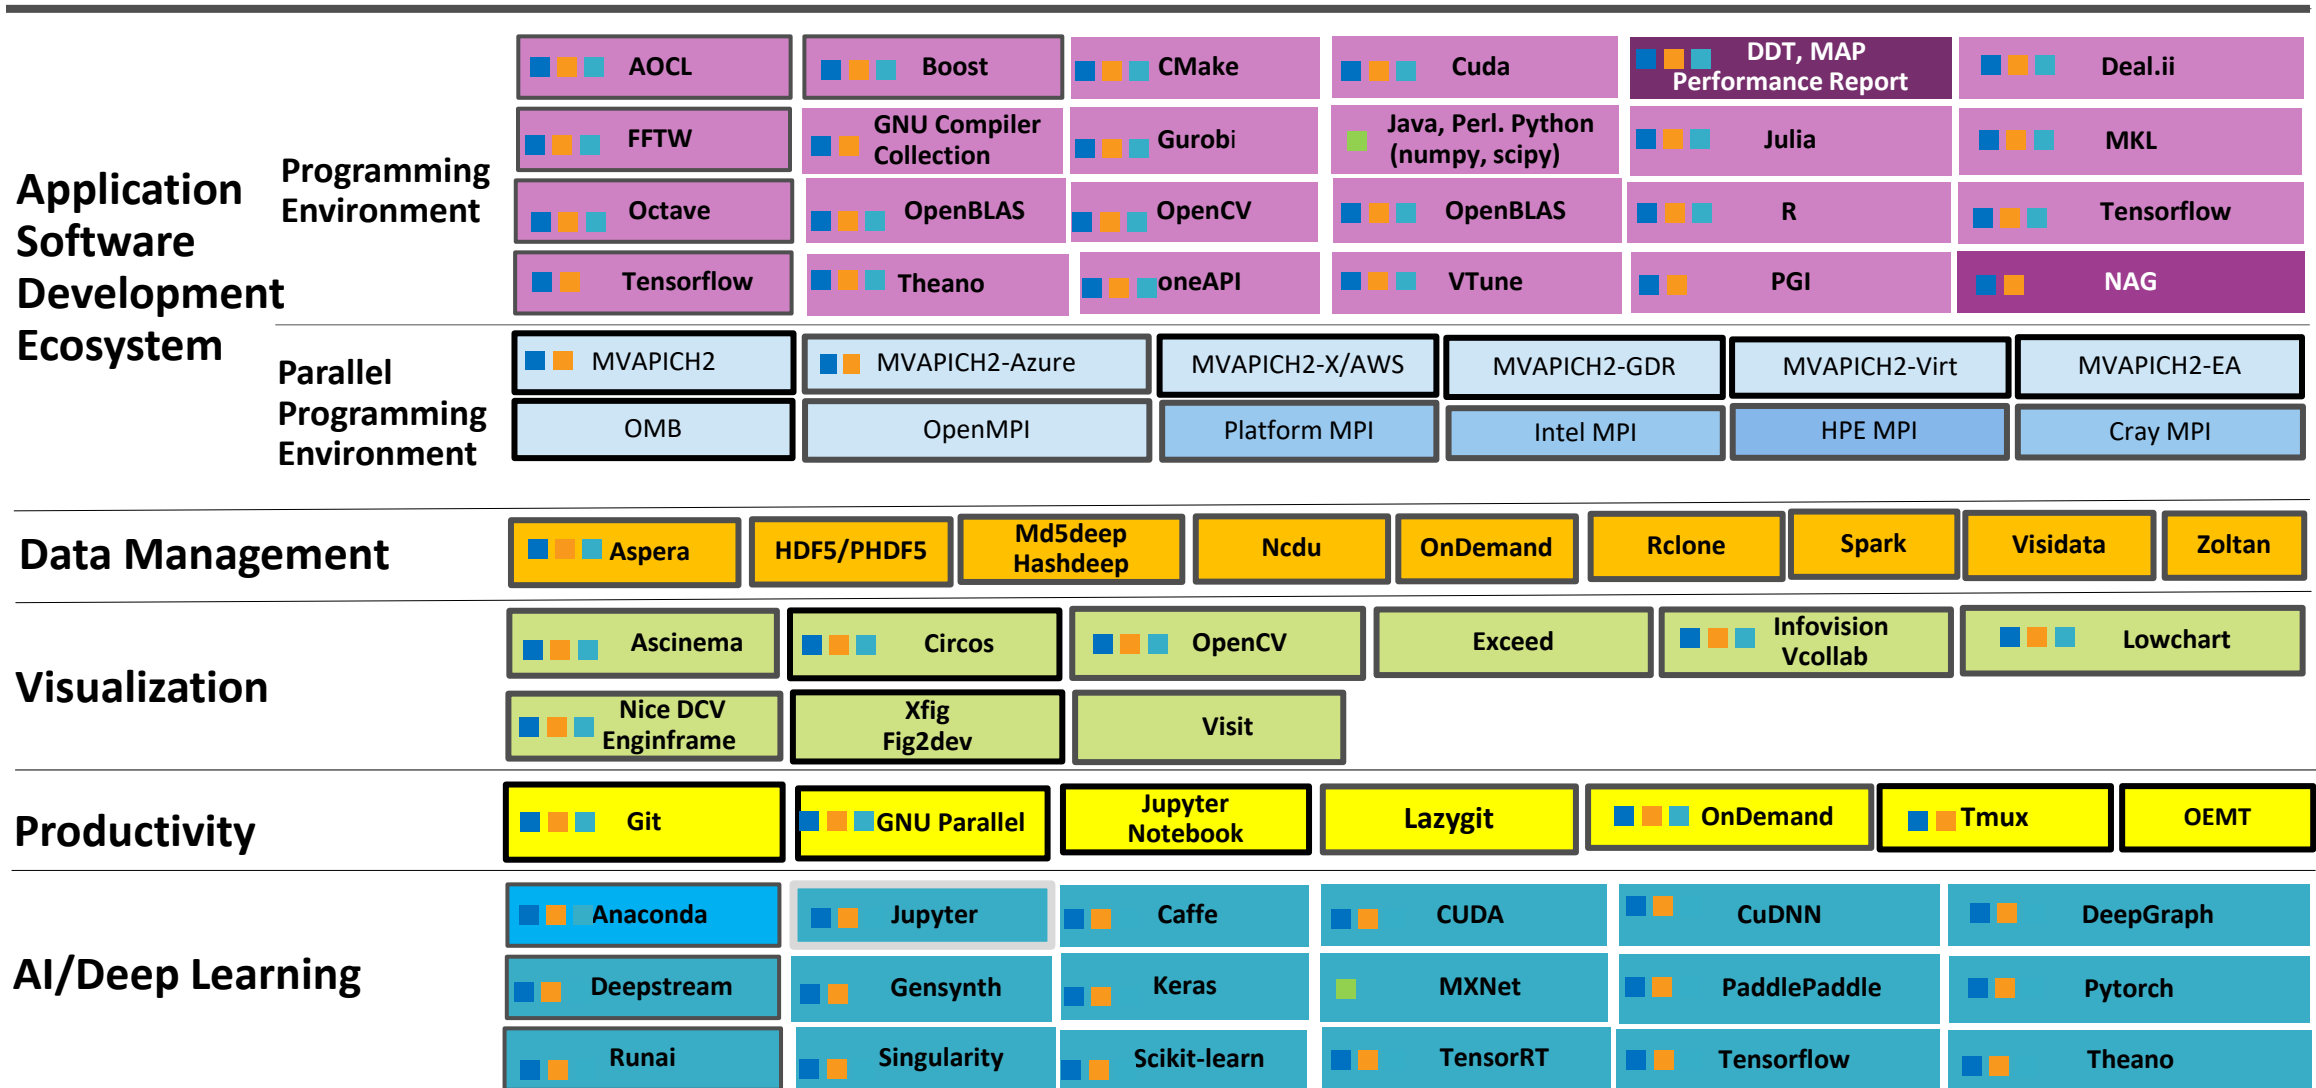 Application
Software
Development
Ecosystem
Programming
Environment
AOCL
Boost
CMake
Cuda
DDT, MAP
Performance Report
Deal.ii
FFTW
GNU Compiler
Collection
Gurobi
Java, Perl. Python
(numpy, scipy)
Julia
MKL
Octave
OpenBLAS
OpenCV
OpenBLAS
R
Tensorflow
Tensorflow
Theano
oneAPI
VTune
PGI
NAG
Parallel
Programming
Environment
MVAPICH2
MVAPICH2-Azure
MVAPICH2-X/AWS
MVAPICH2-GDR
MVAPICH2-Virt
MVAPICH2-EA
OMB
OpenMPI
Platform MPI
Intel MPI
HPE MPI
Cray MPI
Data Management
Aspera
HDF5/PHDF5
Md5deep
Hashdeep
Ncdu
OnDemand
Rclone
Spark
Visidata
Zoltan
Visualization
Ascinema
Circos
OpenCV
Exceed
Infovision
Vcollab
Lowchart
Nice DCV
Enginframe
Xfig
Fig2dev
Visit
Productivity
Git
GNU Parallel
Jupyter
Notebook
Lazygit
OnDemand
Tmux
OEMT
AI/Deep Learning
Anaconda
Jupyter
Caffe
CUDA
CuDNN
DeepGraph
Deepstream
Gensynth
Keras
MXNet
PaddlePaddle
Pytorch
Runai
Singularity
Scikit-learn
TensorRT
Tensorflow
Theano